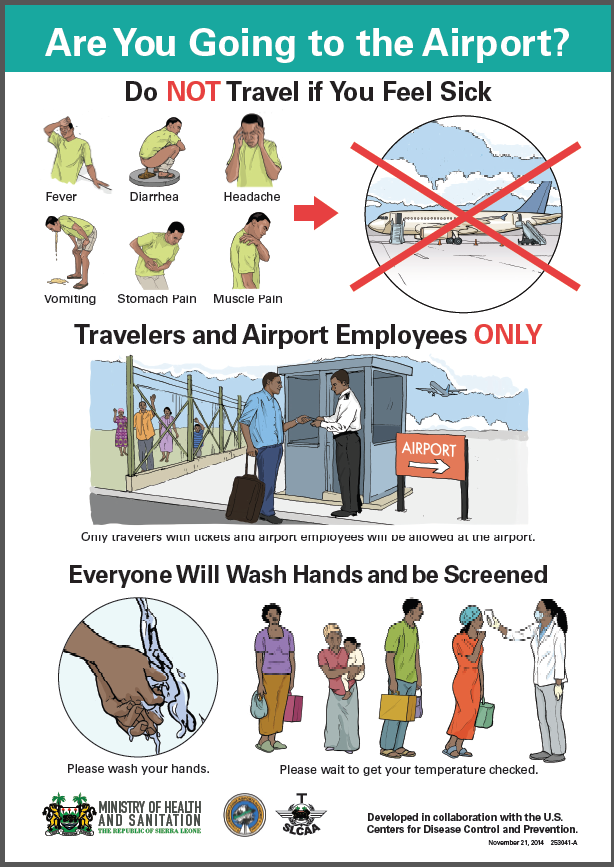 Are You Going to the Airport?
Do NOT Travel if You Feel Sick
Fever Diarrhea Headache
Vomiting Stomach Pain Muscle Pain
Travelers and Airport Employees ONLY
AIRPORT
Only travelers with tickets and airport employees will be allowed at the airport.
Everyone Will Wash Hands and be Screened
Please wash your hands.
Please wait to get your temperature checked.
MINISTRY OF HEALTH
AND SANITATION
THE REPUBLIC OF SIERRA LEONE
SLCAA
Developed in collaboration with the U.S.
Centers for Disease Control and Prevention.
November 21, 2014 253041-A